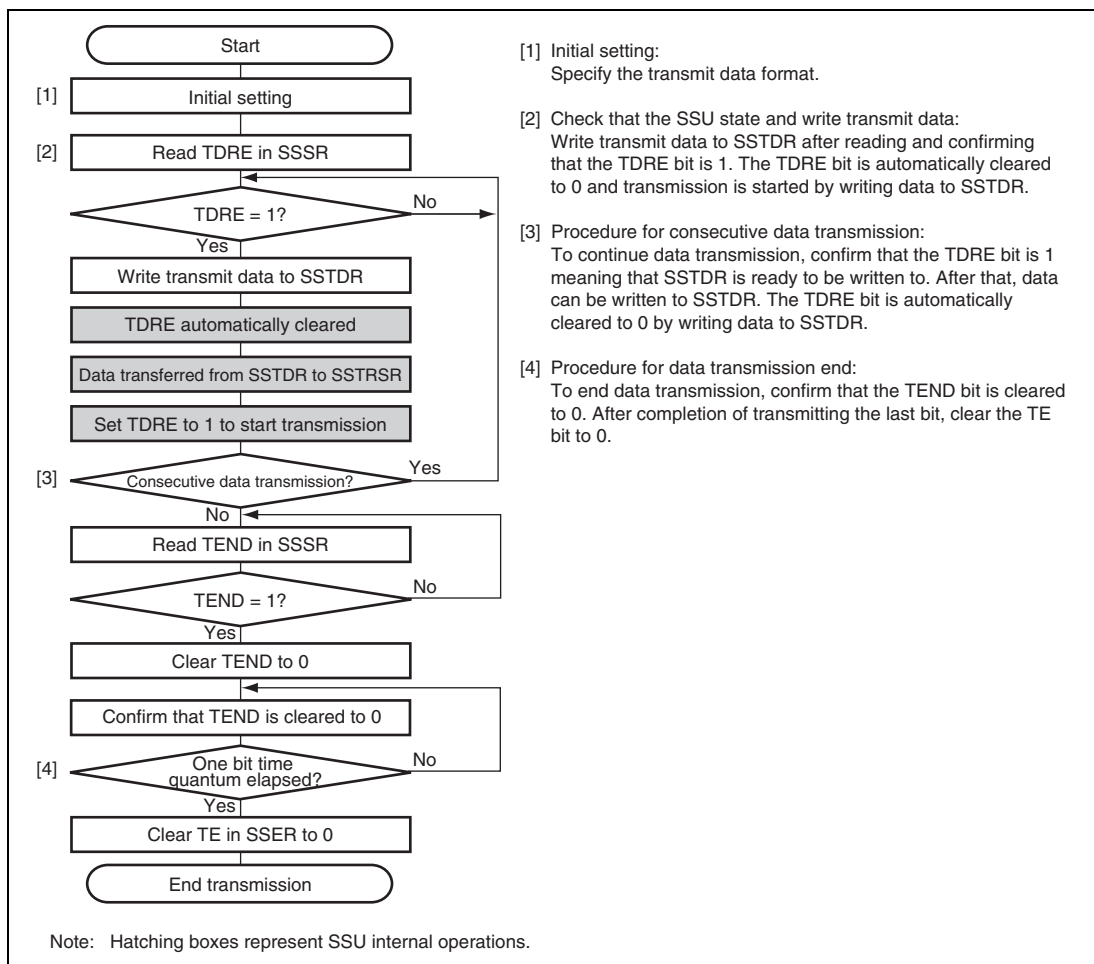 Start
[1] Initial setting
[2] Read TDRE in SSSR
TDRE = 1?
No
Yes
Write transmit data to SSTDR
TDRE automatically cleared
Data transferred from SSTDR to SSTRSR
Set TDRE to 1 to start transmission
[3] Consecutive data transmission?
Yes
No
Read TEND in SSSR
TEND = 1?
No
Yes
Clear TEND to 0
Confirm that TEND is cleared to 0
[4] One bit time
quantum elapsed?
No
Yes
Clear TE in SSER to 0
End transmission
[1] Initial setting:
Specify the transmit data format.
[2] Check that the SSU state and write transmit data:
Write transmit data to SSTDR after reading and confirming
that the TDRE bit is 1. The TDRE bit is automatically cleared
to 0 and transmission is started by writing data to SSTDR.
[3] Procedure for consecutive data transmission:
To continue data transmission, confirm that the TDRE bit is 1
meaning that SSTDR is ready to be written to. After that, data
can be written to SSTDR. The TDRE bit is automatically
cleared to 0 by writing data to SSTDR.
[4] Procedure for data transmission end:
To end data transmission, confirm that the TEND bit is cleared
to 0. After completion of transmitting the last bit, clear the TE
bit to 0.
Note: Hatching boxes represent SSU internal operations.